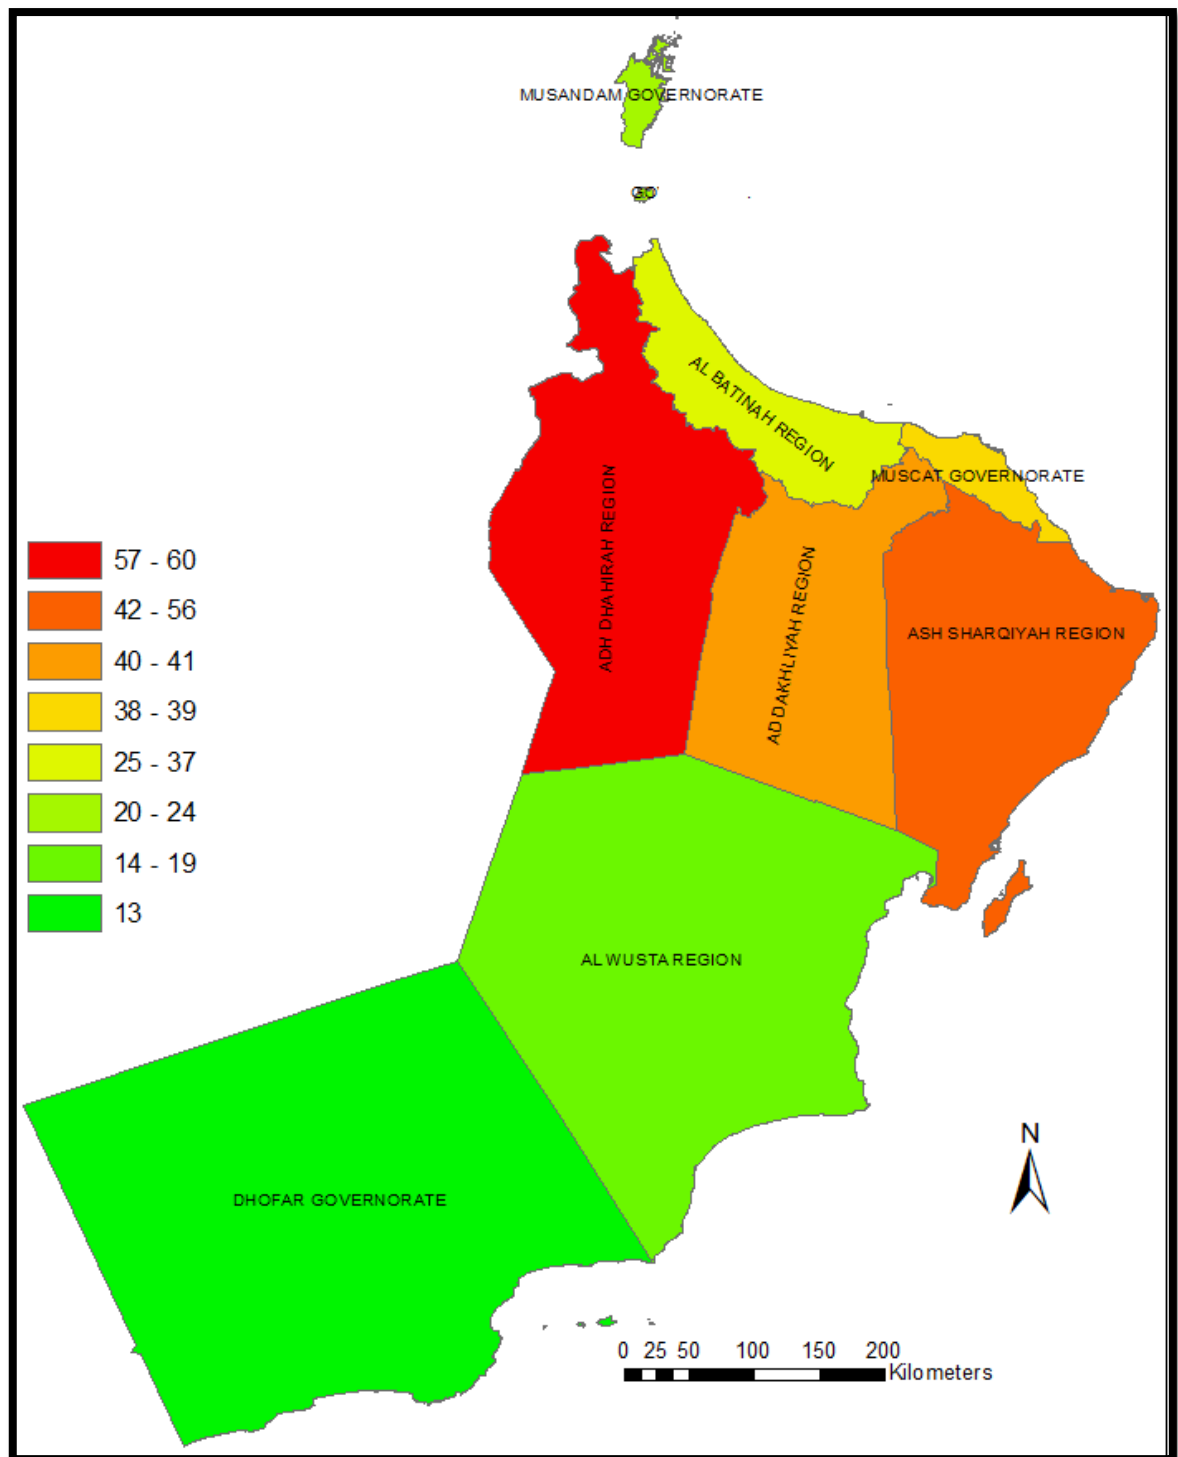 MUSANDAM GOVERNORATE
AL BATINAH REGION
MUSCAT GOVERNORATE
ADH DHAHIRAH REGION
AD DAKHLIYAH REGION
ASH SHARQIYAH REGION
57 - 60
42 - 56
40 - 41
38 - 39
25 - 37
20 - 24
14 - 19
13
AL WUSTA REGION
DHOFAR GOVERNORATE
N
0 25 50 100 150 200
Kilometers